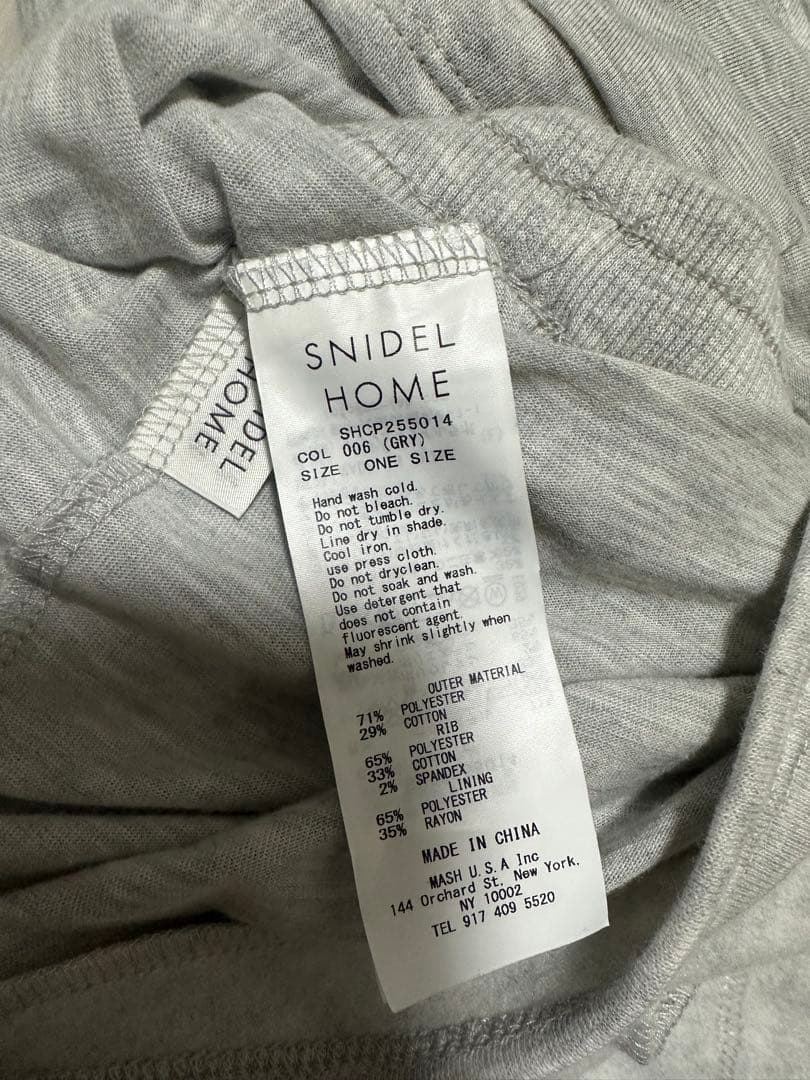 SNIDEL
HOME
SHCP255014
COL 006 (GRY)
SIZE ONE SIZE
Hand wash cold.
Do not bleach.
Do not tumble dry.
Line dry in shade.
Cool iron.
use press cloth.
Do not dryclean.
Do not soak and wash.
Use detergent that
does not contain
fluorescent agent.
May shrink slightly when
washed.
OUTER MATERIAL
71% POLYESTER
29% COTTON
RIB
65% POLYESTER
33% COTTON
2% SPANDEX
LINING
65% POLYESTER
35% RAYON
MADE IN CHINA
MASH U.S.A Inc
144 Orchard St. New York.
NY 10002
TEL 917 409 5520
HOME